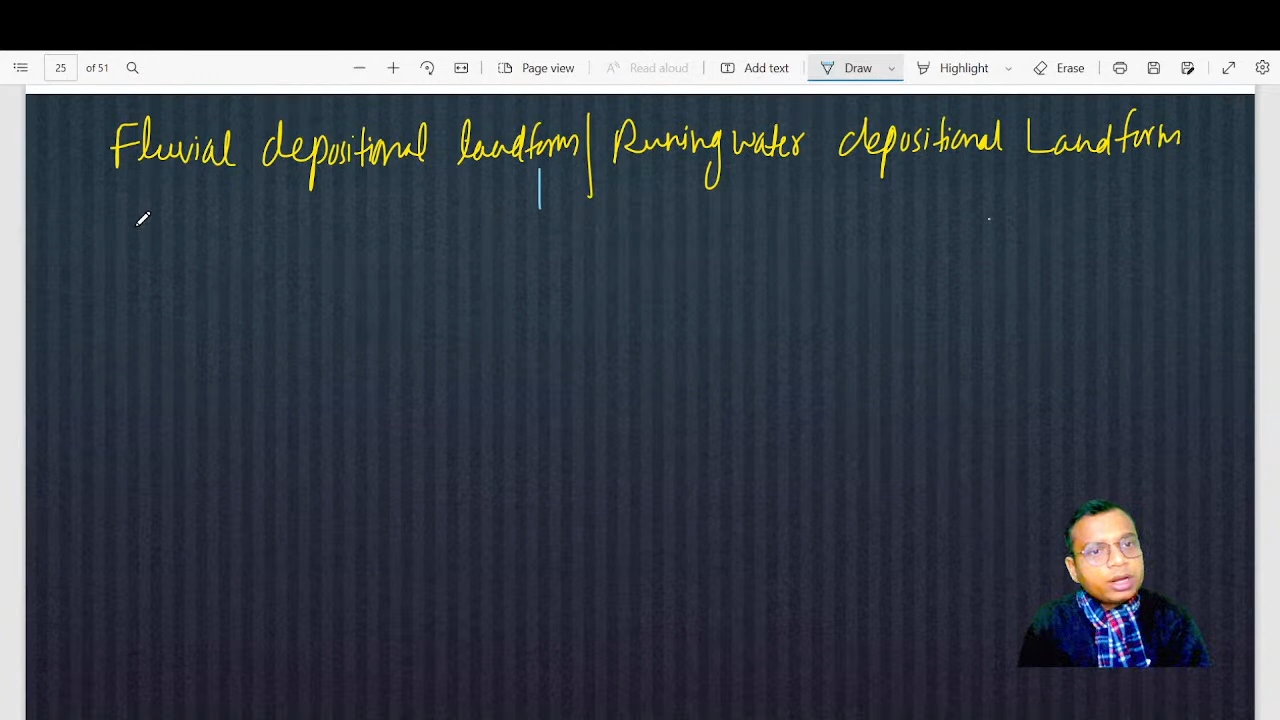 25 of 51 Page view Read aloud Add text Draw Highlight Erase
Fluvial depositional landform | Runing water depositional Landform